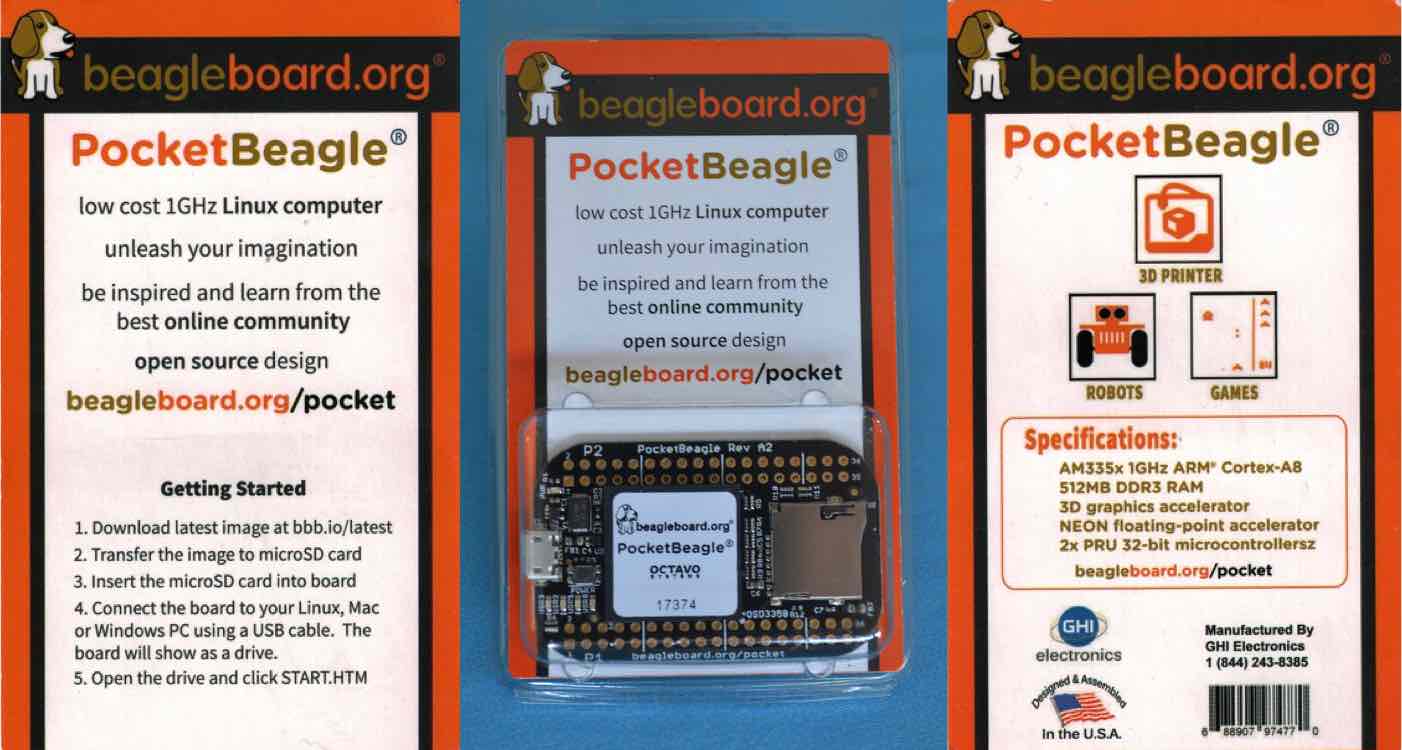 beagleboard.org®
PocketBeagle®
low cost 1GHz Linux computer
unleash your imagination
be inspired and learn from the
best online community
open source design
beagleboard.org/pocket
Getting Started
1. Download latest image at bbb.io/latest
2. Transfer the image to microSD card
3. Insert the microSD card into board
4. Connect the board to your Linux, Mac
or Windows PC using a USB cable. The
board will show as a drive.
5. Open the drive and click START.HTM
beagleboard.org®
PocketBeagle®
low cost 1GHz Linux computer
unleash your imagination
be inspired and learn from the
best online community
open source design
beagleboard.org/pocket
P2
PocketBeagle Rev A2
beagleboard.org®
PocketBeagle®
OCTAVO
SYSTEMS
17374
POWER
P1
beagleboard.org/pocket
beagleboard.org®
PocketBeagle®
3D PRINTER
ROBOTS
GAMES
Specifications:
AM335x 1GHz ARM® Cortex-A8
512MB DDR3 RAM
3D graphics accelerator
NEON floating-point accelerator
2x PRU 32-bit microcontrollersz
beagleboard.org/pocket
GHI
electronics
Designed & Assembled
In the U.S.A.
Manufactured By
GHI Electronics
1 (844) 243-8385
6 88907 97477 0